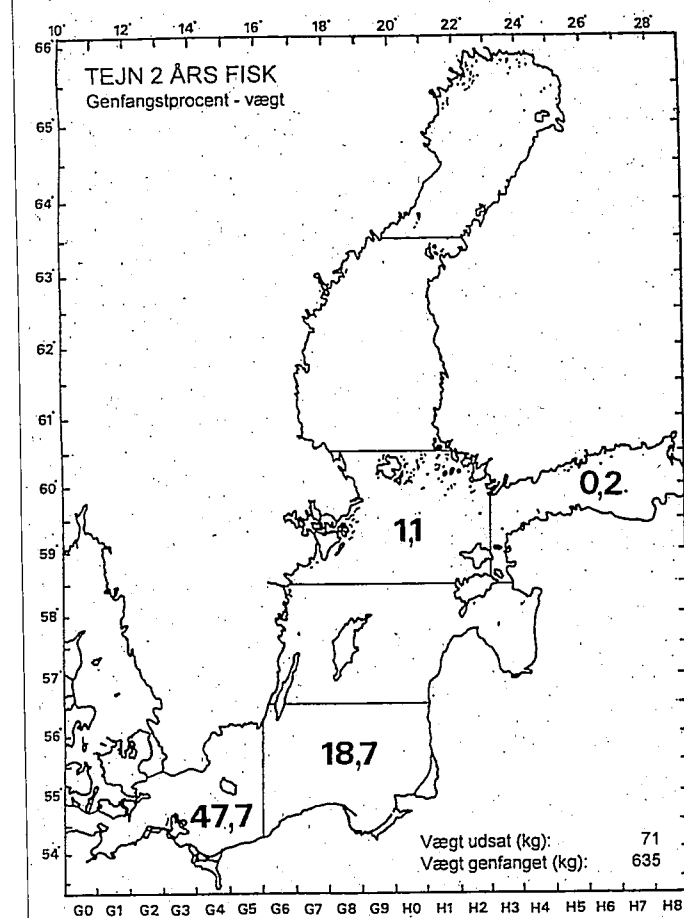 10° 12° 14° 16° 18° 20° 22° 24° 26° 28°
66°
TEJN 2 ÅRS FISK
Genfangstprocent - vægt
65°
64°
63°
62°
61°
60°
0,2
1,1
59°
58°
57°
56°
18,7
55°
47,7
54°
Vægt udsat (kg): 71
Vægt genfanget (kg): 635
G0 G1 G2 G3 G4 G5 G6 G7 G8 G9 H0 H1 H2 H3 H4 H5 H6 H7 H8